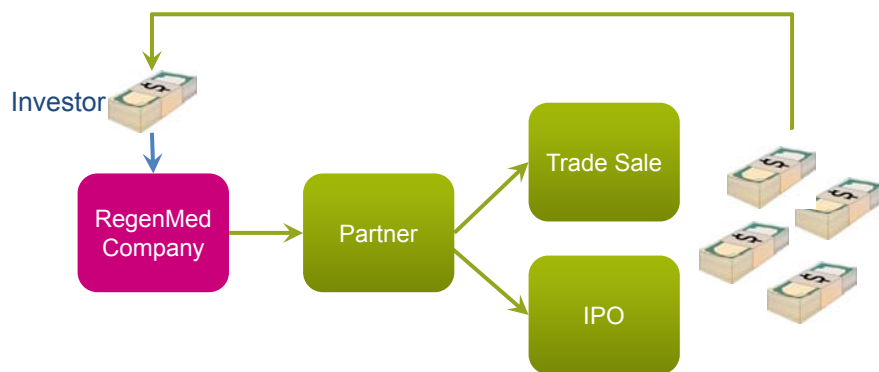 Investor
RegenMed
Company
Partner
Trade Sale
IPO
$
$
$
$
$